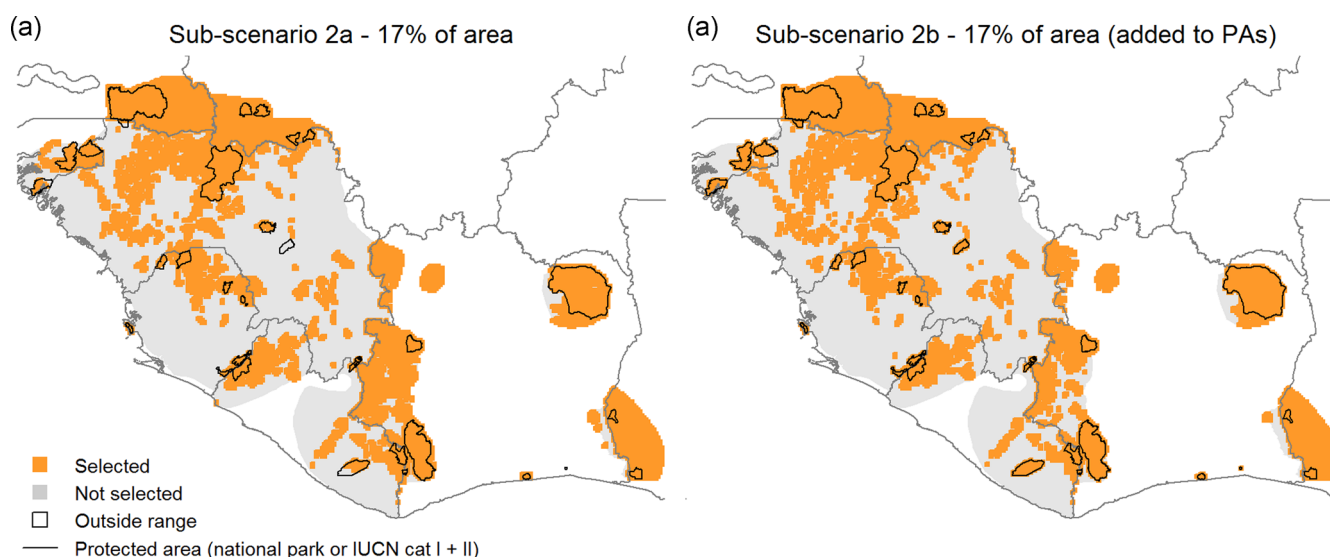 (a)
Sub-scenario 2a - 17% of area
(a)
Sub-scenario 2b - 17% of area (added to PAs)
Selected
Not selected
Outside range
Protected area (national park or IUCN cat I + II)